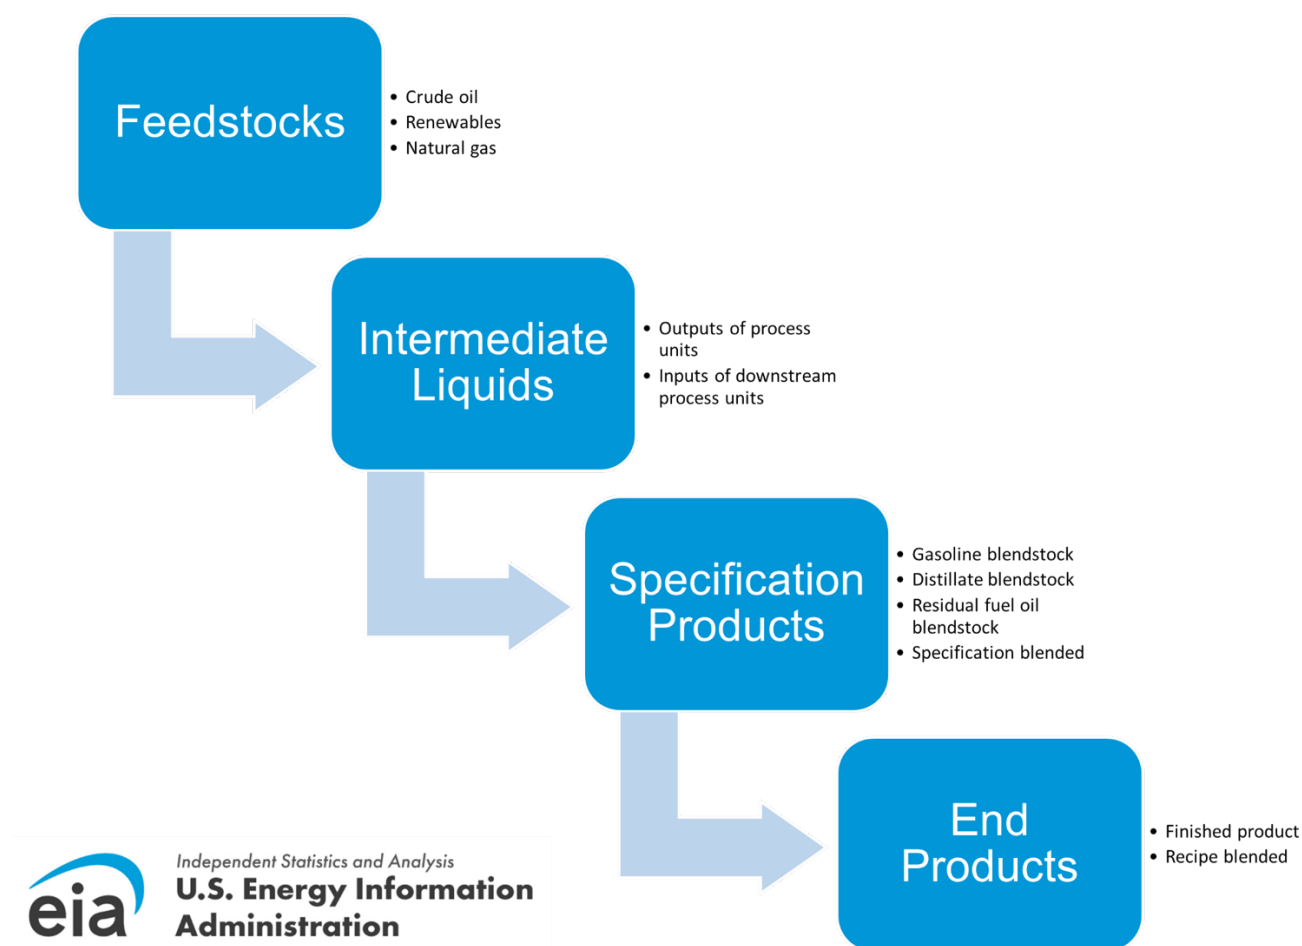 Feedstocks
• Crude oil
• Renewables
• Natural gas
Intermediate
Liquids
• Outputs of process
units
• Inputs of downstream
process units
Specification
Products
• Gasoline blendstock
• Distillate blendstock
• Residual fuel oil
blendstock
• Specification blended
End
Products
• Finished product
• Recipe blended
eia
Independent Statistics and Analysis
U.S. Energy Information
Administration